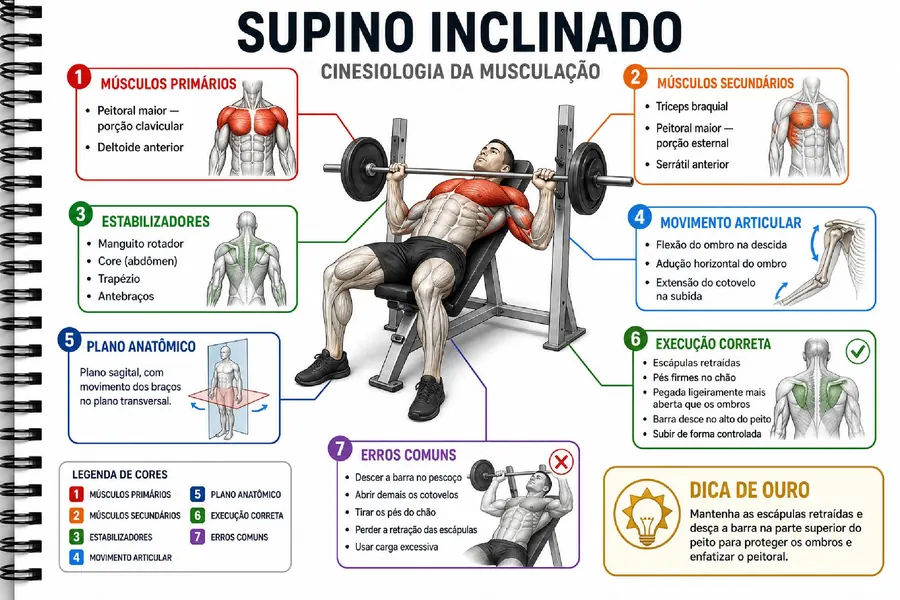 SUPINO INCLINADO
CINESIOLOGIA DA MUSCULAÇÃO
1 MÚSCULOS PRIMÁRIOS
• Peitoral maior —
porção clavicular
• Deltoide anterior
2 MÚSCULOS SECUNDÁRIOS
• Tríceps braquial
• Peitoral maior —
porção esternal
• Serrátil anterior
3 ESTABILIZADORES
• Manguito rotador
• Core (abdômen)
• Trapézio
• Antebraços
4 MOVIMENTO ARTICULAR
• Flexão do ombro na descida
• Adução horizontal do ombro
• Extensão do cotovelo
na subida
5 PLANO ANATÔMICO
Plano sagital, com
movimento dos braços
no plano transversal.
6 EXECUÇÃO CORRETA
• Escápulas retraídas
• Pés firmes no chão
• Pegada ligeiramente mais
aberta que os ombros
• Barra desce no alto do peito
• Subir de forma controlada
7 ERROS COMUNS
• Descer a barra no pescoço
• Abrir demais os cotovelos
• Tirar os pés do chão
• Perder a retração das escápulas
• Usar carga excessiva
LEGENDA DE CORES
1 MÚSCULOS PRIMÁRIOS
2 MÚSCULOS SECUNDÁRIOS
3 ESTABILIZADORES
4 MOVIMENTO ARTICULAR
5 PLANO ANATÔMICO
6 EXECUÇÃO CORRETA
7 ERROS COMUNS
DICA DE OURO
Mantenha as escápulas retraídas e
desça a barra na parte superior do
peito para proteger os ombros e
enfatizo o peitoral.